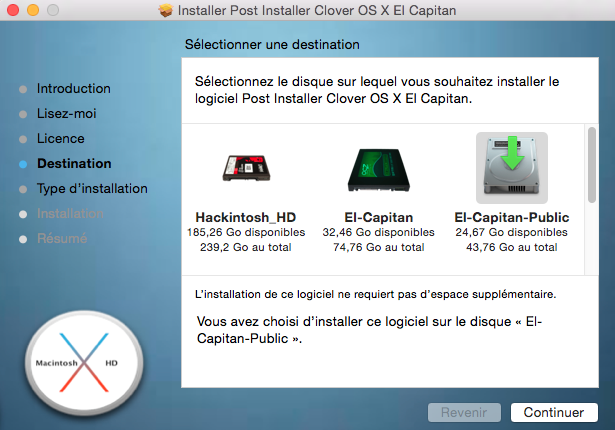 Installer Post Installer Clover OS X El Capitan
Sélectionner une destination
Introduction
Lisez-moi
Licence
Destination
Type d'installation
Installation
Résumé
Sélectionnez le disque sur lequel vous souhaitez installer le
logiciel Post Installer Clover OS X El Capitan.
Hackintosh_HD
185,26 Go disponibles
239,2 Go au total
El-Capitan
32,46 Go disponibles
74,76 Go au total
El-Capitan-Public
24,67 Go disponibles
43,76 Go au total
L'installation de ce logiciel ne requiert pas d'espace supplémentaire.
Vous avez choisi d'installer ce logiciel sur le disque « El-
Capitan-Public ».
Macintosh HD
Revenir
Continuer